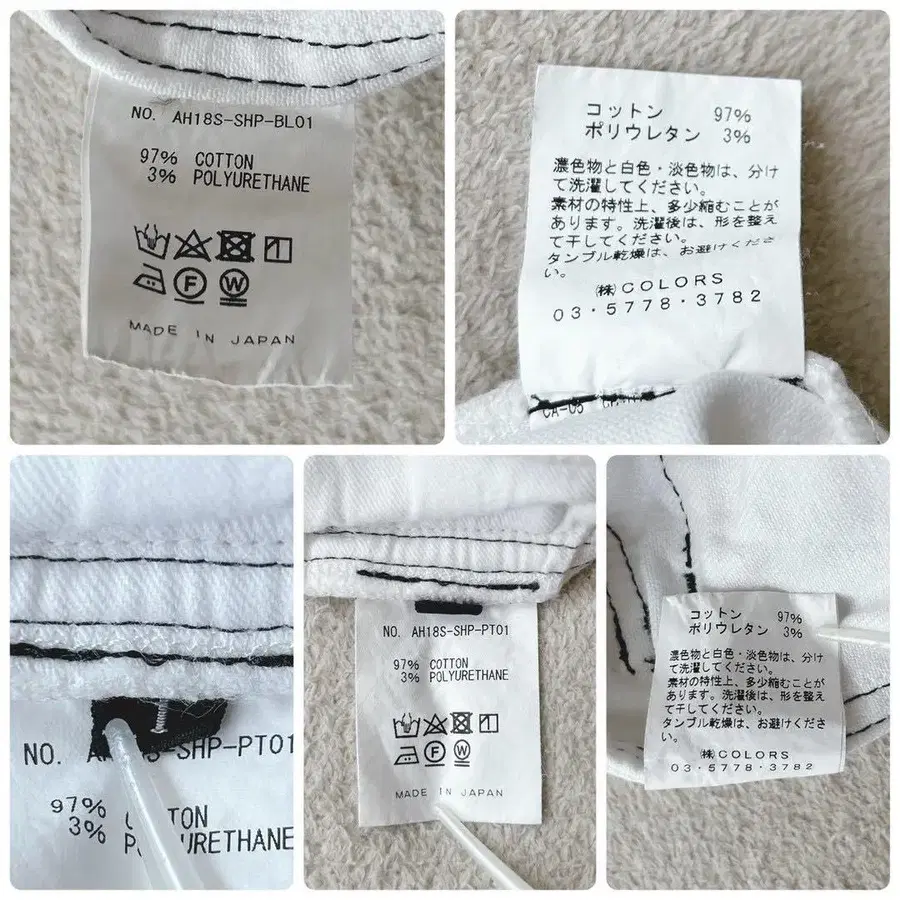 NO. AH18S-SHP-BL01
97% COTTON
3% POLYURETHANE
F W
MADE IN JAPAN
コットン 97%
ポリウレタン 3%
濃色物と白色・淡色物は、分け
て洗濯してください。
素材の特性上、多少縮むことが
あります。洗濯後は、形を整え
て干してください。
タンブル乾燥は、お避けくださ
い。
㈱COLORS
03・5778・3782
CA-05
NO. AH18S-SHP-PT01
97% COTTON
3% POLYURETHANE
NO. AH18S-SHP-PT01
97% COTTON
3% POLYURETHANE
F W
MADE IN JAPAN
コットン 97%
ポリウレタン 3%
濃色物と白色・淡色物は、分け
て洗濯してください。
素材の特性上、多少縮むことが
あります。洗濯後は、形を整え
て干してください。
タンブル乾燥は、お避けくださ
い。
㈱COLORS
03・5778・3782